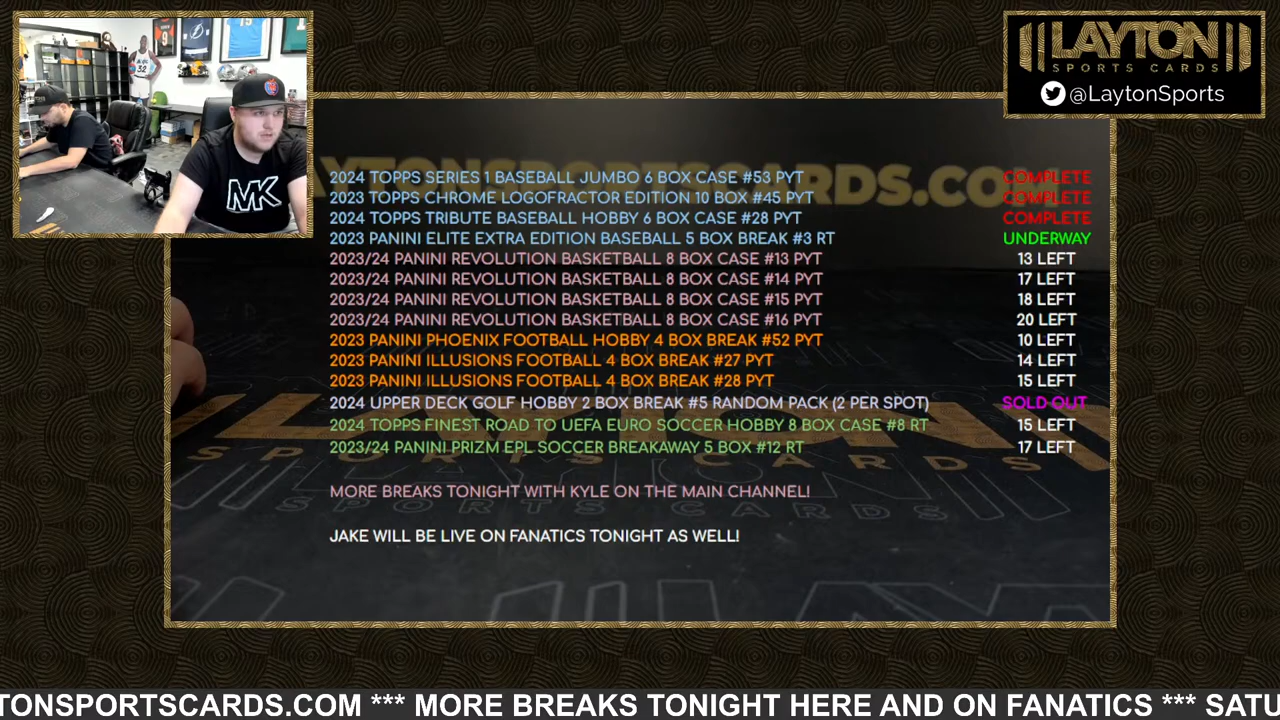 LAYTON
SPORTS CARDS
@LaytonSports
MK
LAYTONSPORTSCARDS.CO
2024 TOPPS SERIES 1 BASEBALL JUMBO 6 BOX CASE #53 PYT COMPLETE
2023 TOPPS CHROME LOGOFRACTOR EDITION 10 BOX #45 PYT COMPLETE
2024 TOPPS TRIBUTE BASEBALL HOBBY 6 BOX CASE #28 PYT COMPLETE
2023 PANINI ELITE EXTRA EDITION BASEBALL 5 BOX BREAK #3 RT UNDERWAY
2023/24 PANINI REVOLUTION BASKETBALL 8 BOX CASE #13 PYT 13 LEFT
2023/24 PANINI REVOLUTION BASKETBALL 8 BOX CASE #14 PYT 17 LEFT
2023/24 PANINI REVOLUTION BASKETBALL 8 BOX CASE #15 PYT 18 LEFT
2023/24 PANINI REVOLUTION BASKETBALL 8 BOX CASE #16 PYT 20 LEFT
2023 PANINI PHOENIX FOOTBALL HOBBY 4 BOX BREAK #52 PYT 10 LEFT
2023 PANINI ILLUSIONS FOOTBALL 4 BOX BREAK #27 PYT 14 LEFT
2023 PANINI ILLUSIONS FOOTBALL 4 BOX BREAK #28 PYT 15 LEFT
2024 UPPER DECK GOLF HOBBY 2 BOX BREAK #5 RANDOM PACK (2 PER SPOT) SOLD OUT
2024 TOPPS FINEST ROAD TO UEFA EURO SOCCER HOBBY 8 BOX CASE #8 RT 15 LEFT
2023/24 PANINI PRIZM EPL SOCCER BREAKAWAY 5 BOX #12 RT 17 LEFT
SPORTS CARDS
MORE BREAKS TONIGHT WITH KYLE ON THE MAIN CHANNEL!
SPORTS CARDS
JAKE WILL BE LIVE ON FANATICS TONIGHT AS WELL!
TONSPORTSCARDS.COM *** MORE BREAKS TONIGHT HERE AND ON FANATICS *** SATU